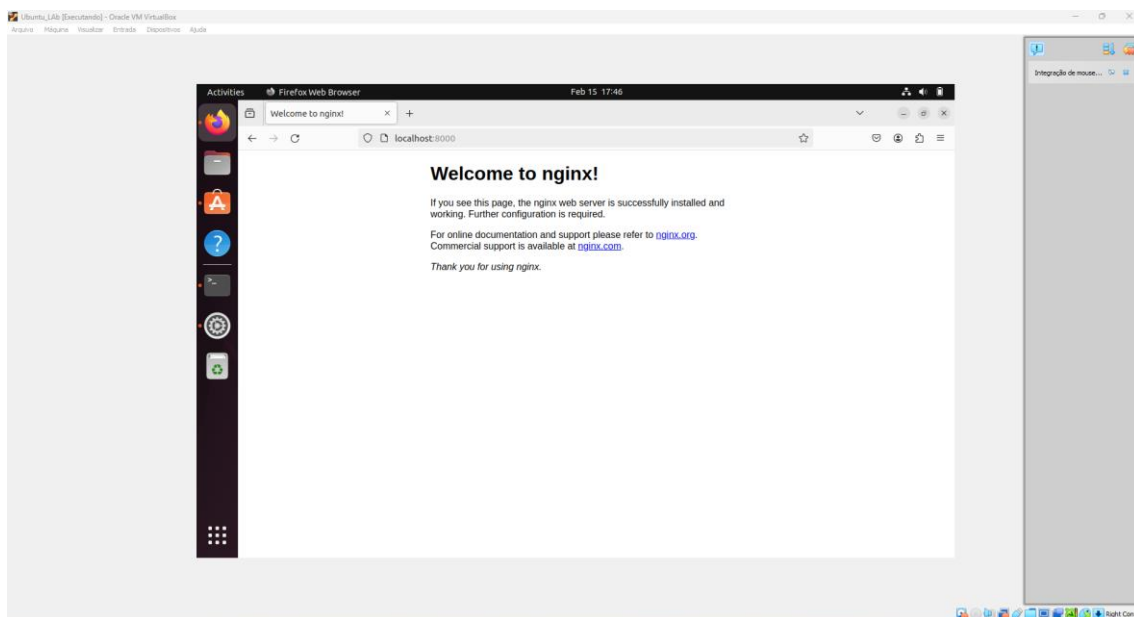 Ubuntu_LAb [Executando] - Oracle VM VirtualBox
Arquivo Máquina Visualizar Entrada Dispositivos Ajuda
Integração de mouse...
Activities Firefox Web Browser Feb 15 17:46
Welcome to nginx!
localhost:8000
Welcome to nginx!
If you see this page, the nginx web server is successfully installed and
working. Further configuration is required.
For online documentation and support please refer to nginx.org.
Commercial support is available at nginx.com.
Thank you for using nginx.
Right Con